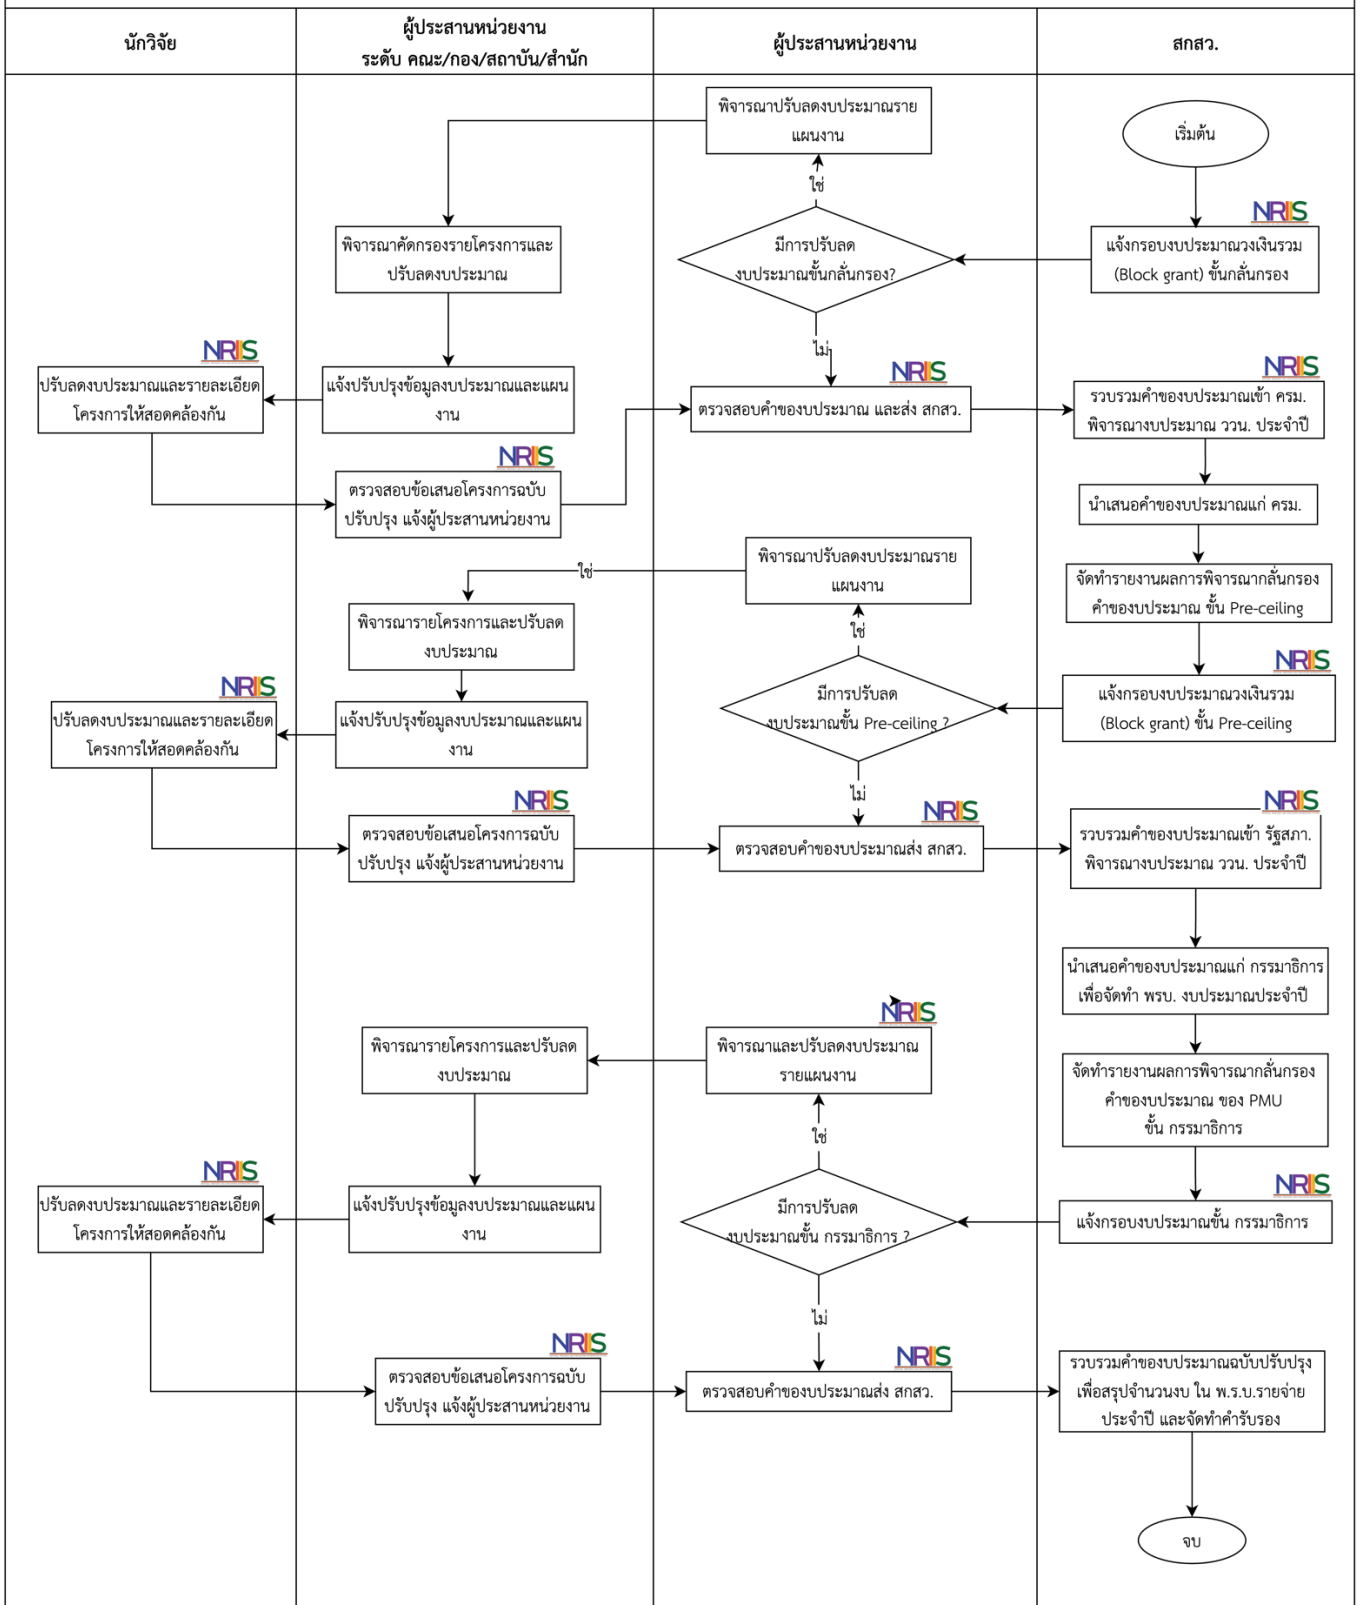 นักวิจัย
ผู้ประสานหน่วยงาน
ระดับ คณะ/กอง/สถาบัน/สำนัก
ผู้ประสานหน่วยงาน
สกสว.
พิจารณาปรับลดงบประมาณราย
แผนงาน
เริ่มต้น
ใช่
NRIIS
พิจารณาคัดกรองรายโครงการและ
ปรับลดงบประมาณ
มีการปรับลด
งบประมาณขั้นกลั่นกรอง?
แจ้งกรอบงบประมาณวงเงินรวม
(Block grant) ขั้นกลั่นกรอง
ไม่
NRIIS
ปรับลดงบประมาณและรายละเอียด
โครงการให้สอดคล้องกัน
แจ้งปรับปรุงข้อมูลงบประมาณและแผน
งาน
NRIIS
ตรวจสอบคำของบประมาณ และส่ง สกสว.
NRIIS
รวบรวมคำของบประมาณเข้า ครม.
พิจารณางบประมาณ ววน. ประจำปี
NRIIS
ตรวจสอบข้อเสนอโครงการฉบับ
ปรับปรุง แจ้งผู้ประสานหน่วยงาน
นำเสนอคำของบประมาณแก่ ครม.
พิจารณาปรับลดงบประมาณราย
แผนงาน
ใช่
จัดทำรายงานผลการพิจารณากลั่นกรอง
คำของบประมาณ ขั้น Pre-ceiling
พิจารณารายโครงการและปรับลด
งบประมาณ
ใช่
NRIIS
มีการปรับลด
งบประมาณขั้น Pre-ceiling ?
แจ้งกรอบงบประมาณวงเงินรวม
(Block grant) ขั้น Pre-ceiling
NRIIS
ปรับลดงบประมาณและรายละเอียด
โครงการให้สอดคล้องกัน
แจ้งปรับปรุงข้อมูลงบประมาณและแผน
งาน
ไม่
NRIIS
ตรวจสอบข้อเสนอโครงการฉบับ
ปรับปรุง แจ้งผู้ประสานหน่วยงาน
NRIIS
ตรวจสอบคำของบประมาณส่ง สกสว.
NRIIS
รวบรวมคำของบประมาณเข้า รัฐสภา.
พิจารณางบประมาณ ววน. ประจำปี
นำเสนอคำของบประมาณแก่ กรรมาธิการ
เพื่อจัดทำ พรบ. งบประมาณประจำปี
NRIIS
พิจารณาและปรับลดงบประมาณ
รายแผนงาน
พิจารณารายโครงการและปรับลด
งบประมาณ
จัดทำรายงานผลการพิจารณากลั่นกรอง
คำของบประมาณ ของ PMU
ขั้น กรรมาธิการ
ใช่
NRIIS
ปรับลดงบประมาณและรายละเอียด
โครงการให้สอดคล้องกัน
แจ้งปรับปรุงข้อมูลงบประมาณและแผน
งาน
มีการปรับลด
งบประมาณขั้น กรรมาธิการ ?
NRIIS
แจ้งกรอบงบประมาณขั้น กรรมาธิการ
ไม่
NRIIS
ตรวจสอบข้อเสนอโครงการฉบับ
ปรับปรุง แจ้งผู้ประสานหน่วยงาน
NRIIS
ตรวจสอบคำของบประมาณส่ง สกสว.
รวบรวมคำของบประมาณฉบับปรับปรุง
เพื่อสรุปจำนวนงบ ใน พ.ร.บ.รายจ่าย
ประจำปี และจัดทำคำรับรอง
จบ